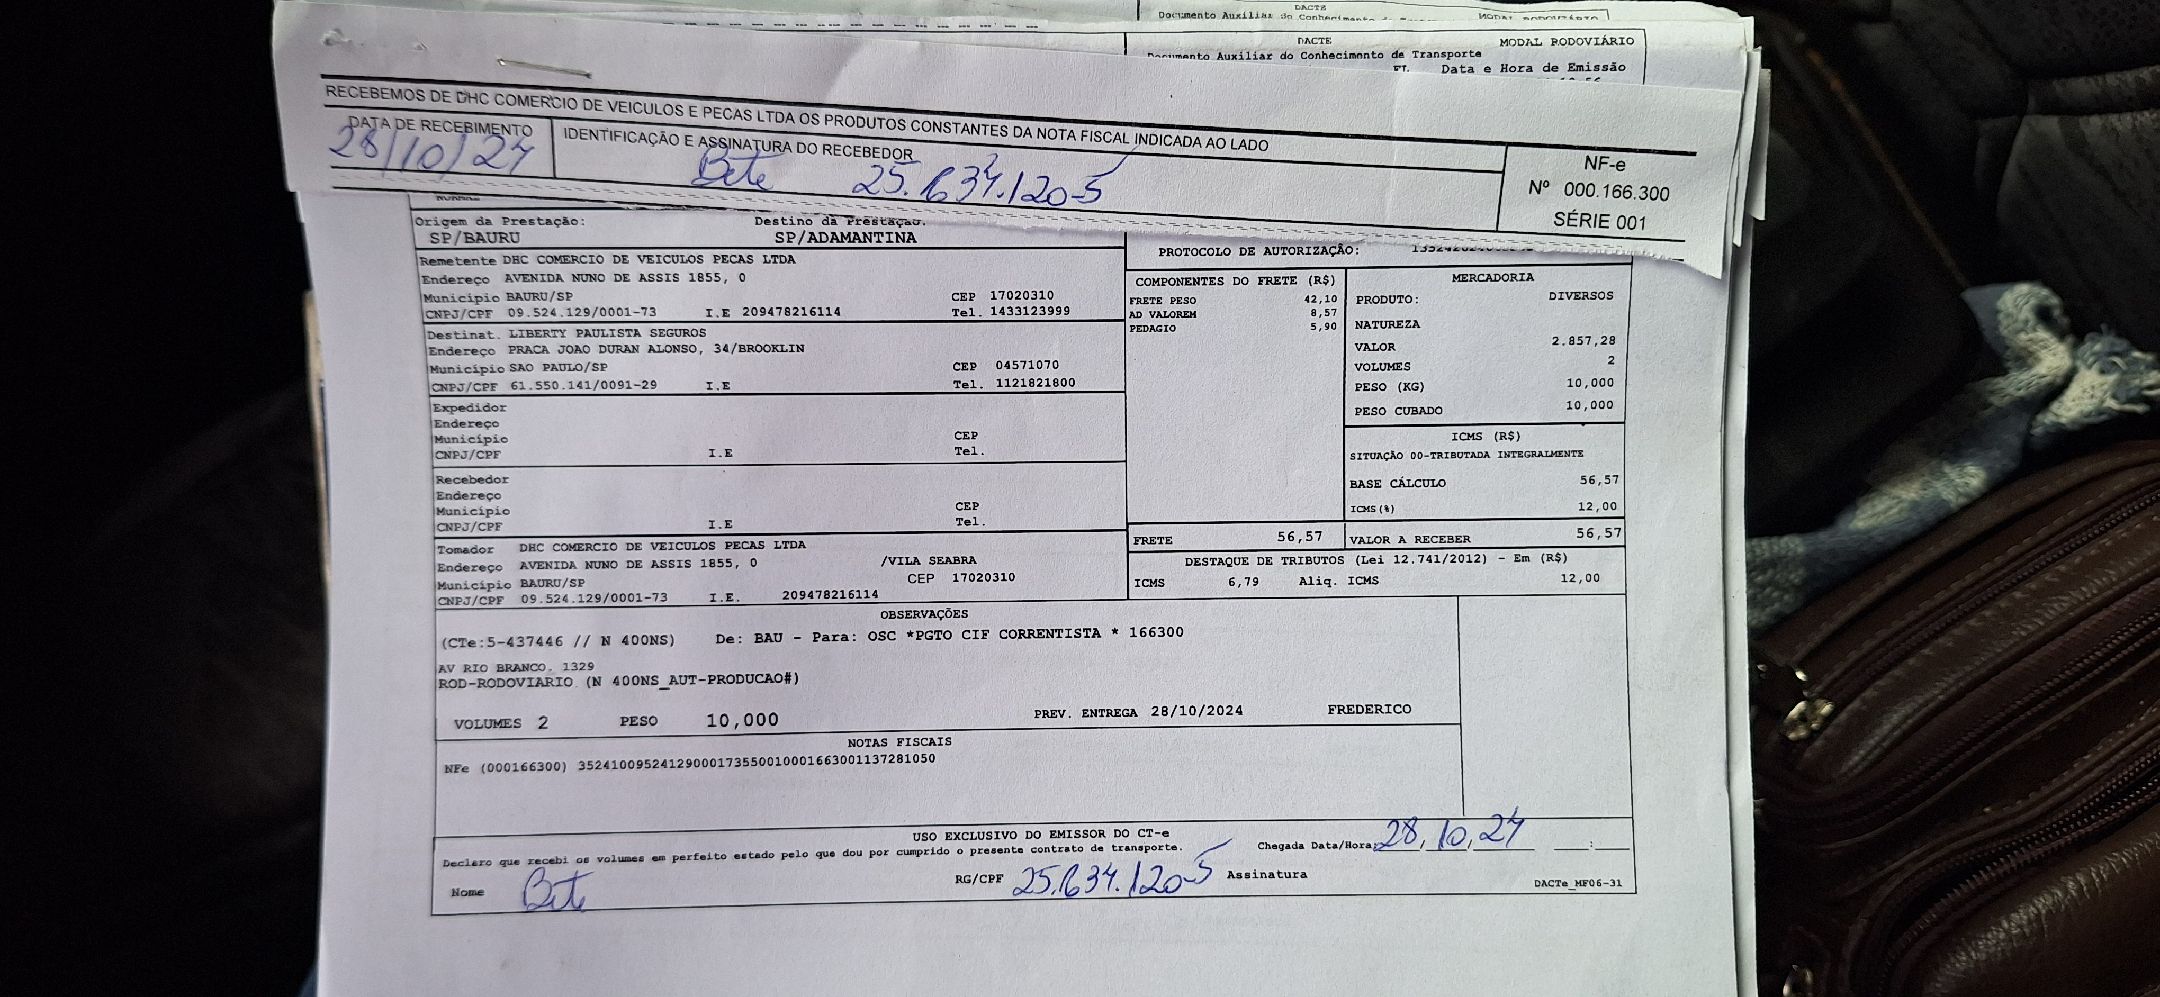 DACTE
Documento Auxiliar do
MODAL RODOVIÁRIO
DACTE
MODAL RODOVIÁRIO
Documento Auxiliar do Conhecimento de Transporte
Data e Hora de Emissão
RECEBEMOS DE DHC COMERCIO DE VEICULOS E PECAS LTDA OS PRODUTOS CONSTANTES DA NOTA FISCAL INDICADA AO LADO
DATA DE RECEBIMENTO
28/10/24
IDENTIFICAÇÃO E ASSINATURA DO RECEBEDOR
Bete 25.634.120-5
NF-e
Nº 000.166.300
SÉRIE 001
Origem da Prestação: Destino da Prestação:
SP/BAURU SP/ADAMANTINA
Remetente DHC COMERCIO DE VEICULOS PECAS LTDA
Endereço AVENIDA NUNO DE ASSIS 1855, 0
Município BAURU/SP CEP 17020310
CNPJ/CPF 09.524.129/0001-73 I.E 209478216114 Tel. 1433123999
Destinat. LIBERTY PAULISTA SEGUROS
Endereço PRACA JOAO DURAN ALONSO, 34/BROOKLIN
Município SAO PAULO/SP CEP 04571070
CNPJ/CPF 61.550.141/0091-29 I.E Tel. 1121821800
Expedidor
Endereço
Município CEP
CNPJ/CPF I.E Tel.
Recebedor
Endereço
Município CEP
CNPJ/CPF I.E Tel.
Tomador DHC COMERCIO DE VEICULOS PECAS LTDA
Endereço AVENIDA NUNO DE ASSIS 1855, 0 /VILA SEABRA
Município BAURU/SP CEP 17020310
CNPJ/CPF 09.524.129/0001-73 I.E. 209478216114
PROTOCOLO DE AUTORIZAÇÃO:
COMPONENTES DO FRETE (R$)
FRETE PESO 42,10
AD VALOREM 8,57
PEDAGIO 5,90
FRETE 56,57
MERCADORIA
PRODUTO: DIVERSOS
NATUREZA
VALOR 2.857,28
VOLUMES 2
PESO (KG) 10,000
PESO CUBADO 10,000
ICMS (R$)
SITUAÇÃO 00-TRIBUTADA INTEGRALMENTE
BASE CÁLCULO 56,57
ICMS(%) 12,00
VALOR A RECEBER 56,57
DESTAQUE DE TRIBUTOS (Lei 12.741/2012) - Em (R$)
ICMS 6,79 Aliq. ICMS 12,00
OBSERVAÇÕES
(CTe:5-437446 // N 400NS) De: BAU - Para: OSC *PGTO CIF CORRENTISTA * 166300
AV RIO BRANCO, 1329
ROD-RODOVIARIO (N 400NS_AUT-PRODUCAO#)
VOLUMES 2 PESO 10,000 PREV. ENTREGA 28/10/2024 FREDERICO
NOTAS FISCAIS
NFe (000166300) 35241009524129000173550010001663001137281050
USO EXCLUSIVO DO EMISSOR DO CT-e
Declaro que recebi os volumes em perfeito estado pelo que dou por cumprido o presente contrato de transporte. Chegada Data/Hora: 28/10/24 __:__
Nome Bete RG/CPF 25.634.120-5 Assinatura
DACTe_MF06-31